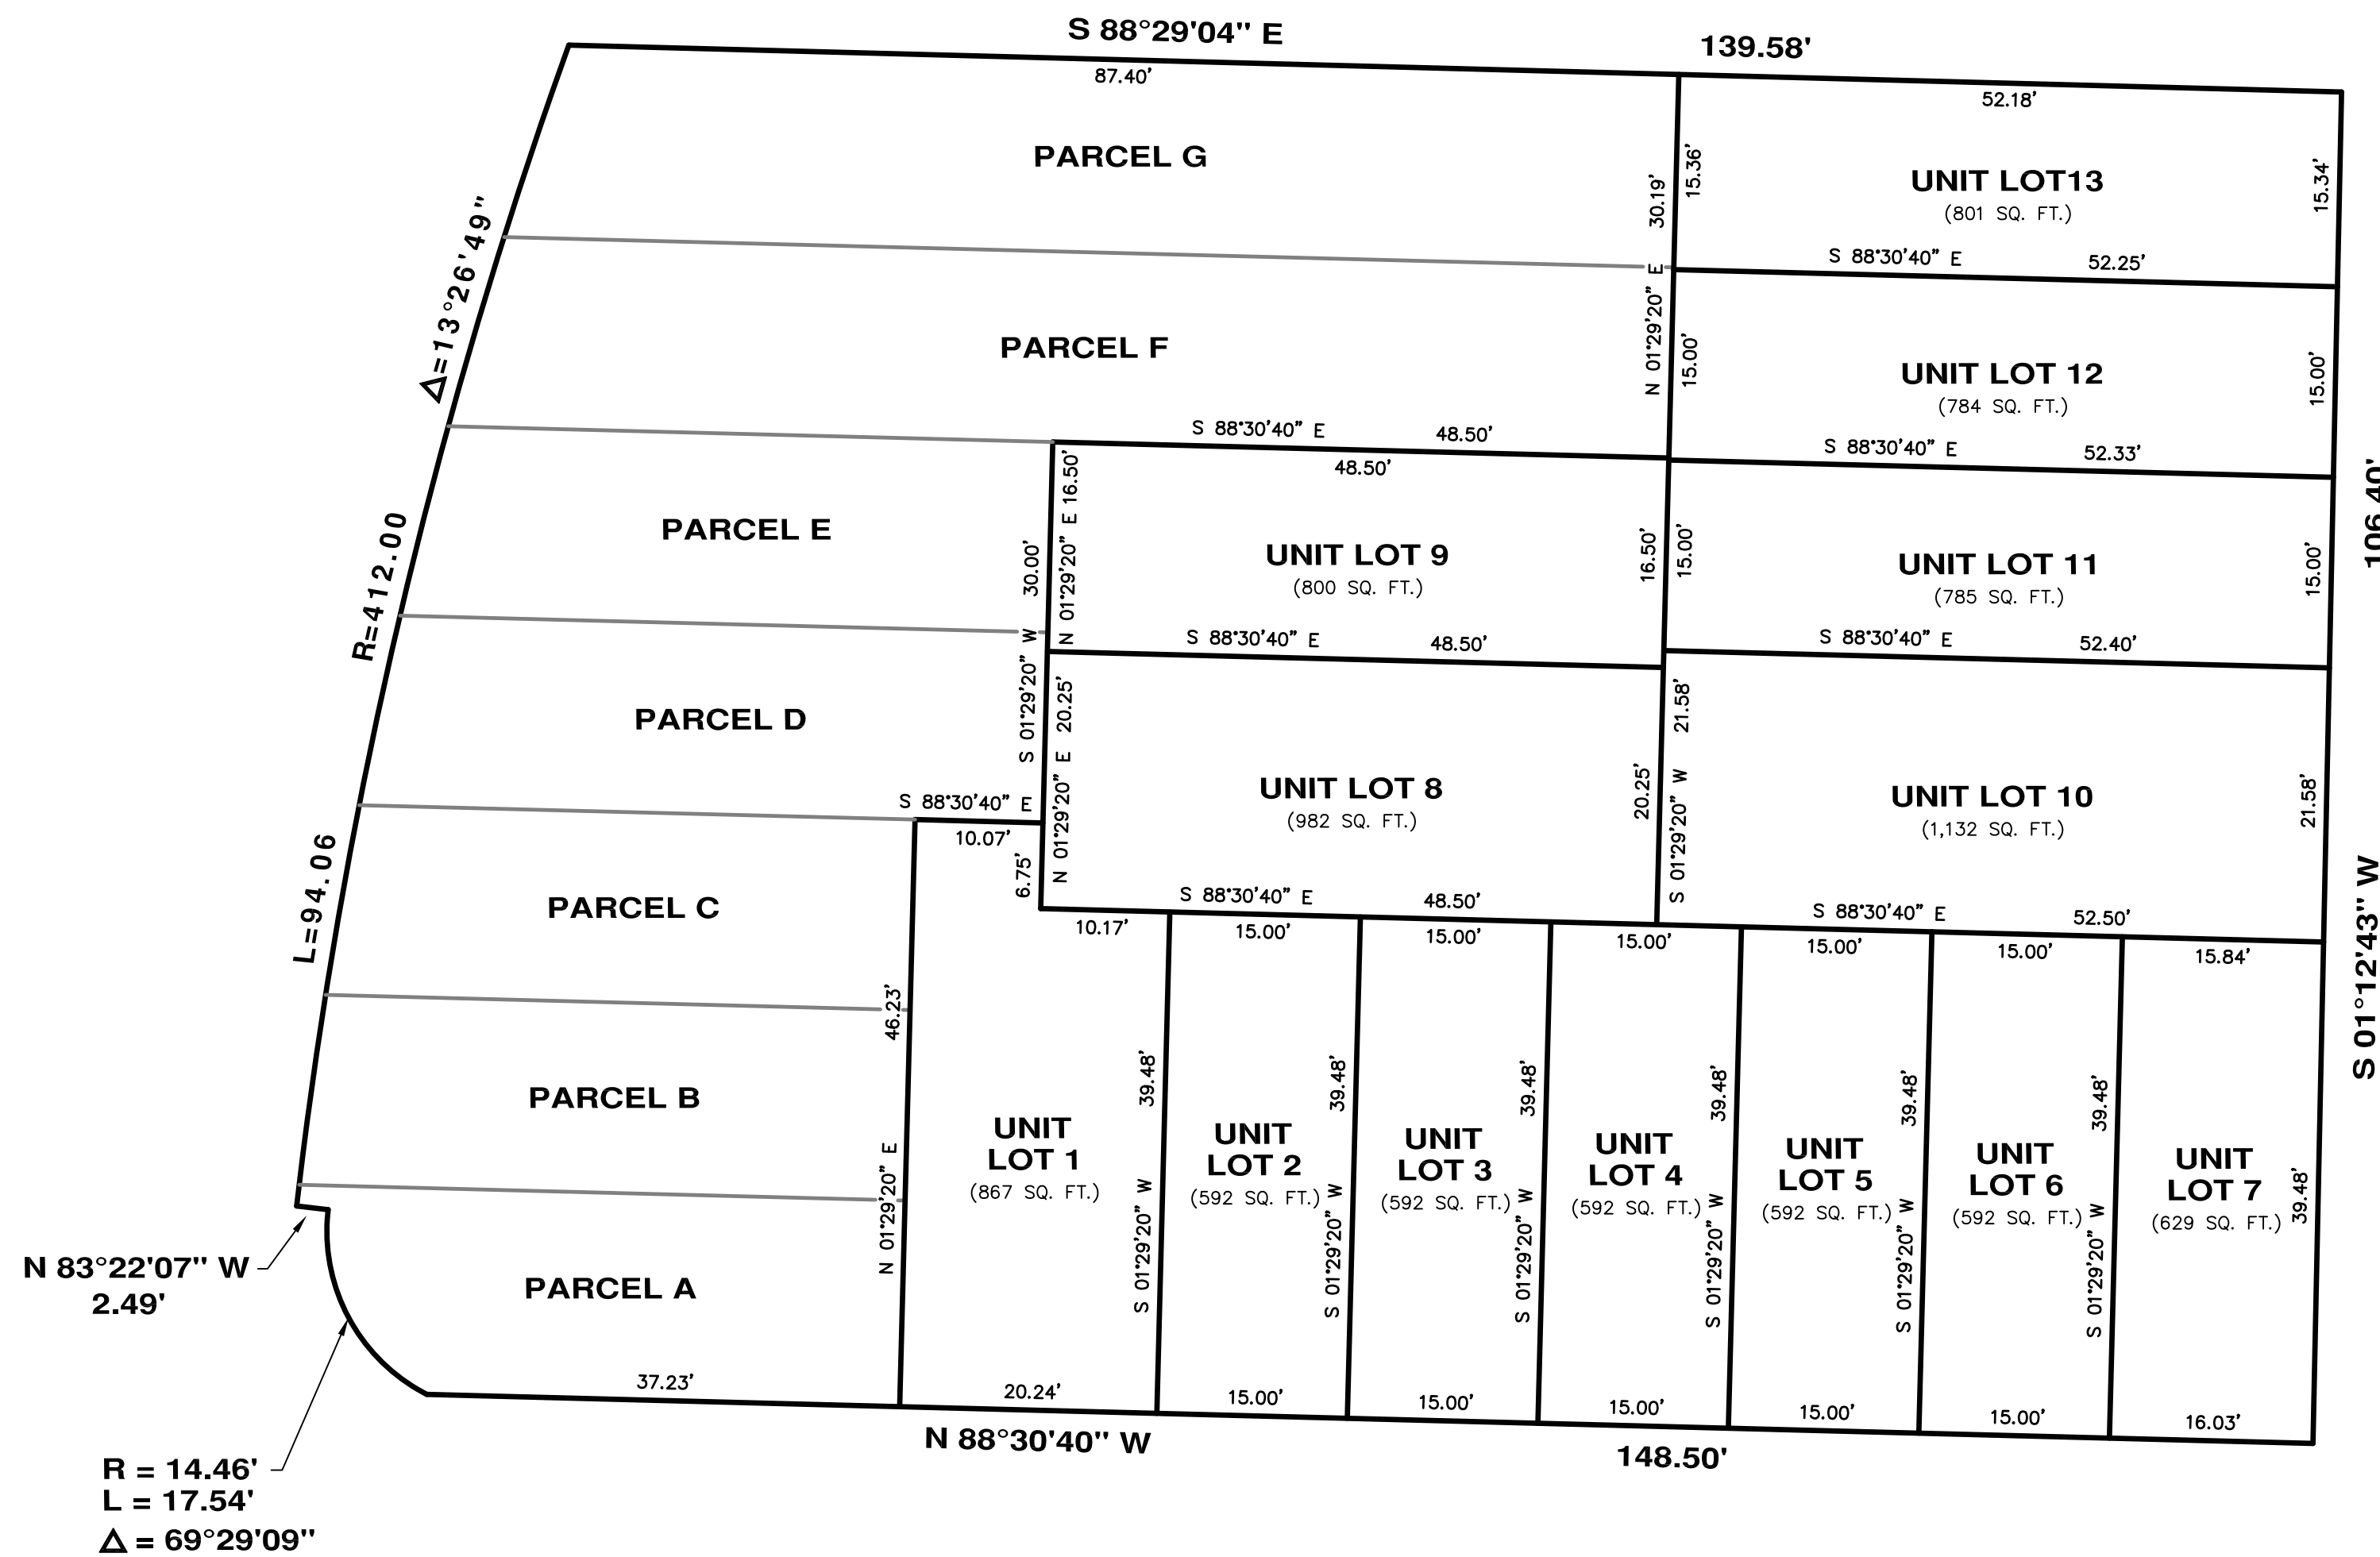 S 88°29'04" E
139.58'
87.40'
52.18'
PARCEL G
UNIT LOT13
(801 SQ. FT.)
15.36'
15.34'
30.19'
N 01°29'20" E
S 88°30'40" E
52.25'
Δ=13°26'49"
PARCEL F
15.00'
UNIT LOT 12
(784 SQ. FT.)
15.00'
S 88°30'40" E
48.50'
S 88°30'40" E
52.33'
48.50'
N 01°29'20" E 16.50'
PARCEL E
30.00'
S 01°29'20" W
UNIT LOT 9
(800 SQ. FT.)
16.50'
15.00'
UNIT LOT 11
(785 SQ. FT.)
15.00'
106.40'
R=412.00
S 88°30'40" E
48.50'
S 88°30'40" E
52.40'
PARCEL D
N 01°29'20" E 20.25'
UNIT LOT 8
(982 SQ. FT.)
20.25'
S 01°29'20" W 21.58'
UNIT LOT 10
(1,132 SQ. FT.)
21.58'
S 88°30'40" E
10.07'
6.75'
L=94.06
PARCEL C
S 88°30'40" E
48.50'
S 88°30'40" E
52.50'
10.17'
15.00'
15.00'
15.00'
15.00'
15.00'
15.84'
S 01°12'43" W
46.23'
N 01°29'20" E
PARCEL B
UNIT
LOT 1
(867 SQ. FT.)
39.48'
S 01°29'20" W
UNIT
LOT 2
(592 SQ. FT.)
39.48'
S 01°29'20" W
UNIT
LOT 3
(592 SQ. FT.)
39.48'
S 01°29'20" W
UNIT
LOT 4
(592 SQ. FT.)
39.48'
S 01°29'20" W
UNIT
LOT 5
(592 SQ. FT.)
39.48'
S 01°29'20" W
UNIT
LOT 6
(592 SQ. FT.)
39.48'
S 01°29'20" W
UNIT
LOT 7
(629 SQ. FT.)
39.48'
N 83°22'07" W
2.49'
PARCEL A
37.23'
20.24'
15.00'
15.00'
15.00'
15.00'
15.00'
16.03'
N 88°30'40" W
148.50'
R = 14.46'
L = 17.54'
Δ = 69°29'09"